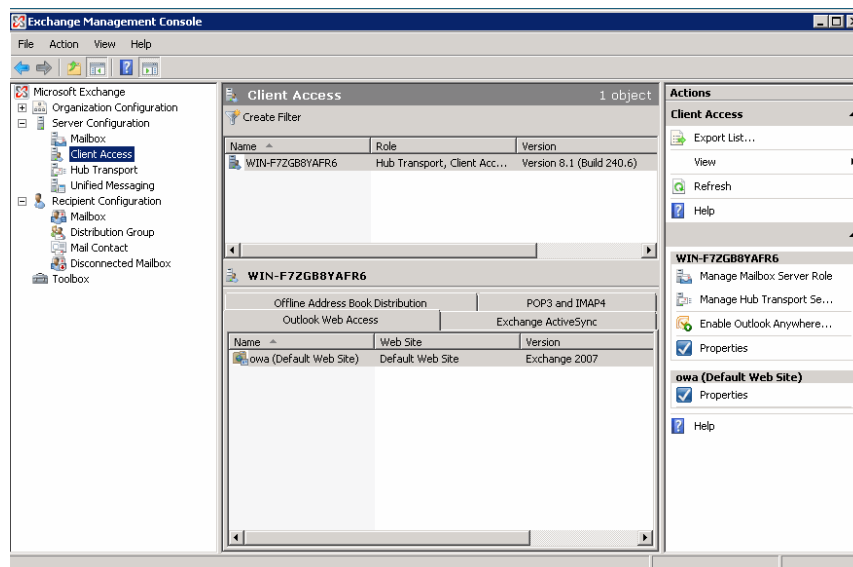 Exchange Management Console
File Action View Help
Microsoft Exchange
Organization Configuration
Server Configuration
Mailbox
Client Access
Hub Transport
Unified Messaging
Recipient Configuration
Mailbox
Distribution Group
Mail Contact
Disconnected Mailbox
Toolbox
Client Access 1 object
Create Filter
Name Role Version
WIN-F7ZGB8YAFR6 Hub Transport, Client Acc... Version 8.1 (Build 240.6)
WIN-F7ZGB8YAFR6
Offline Address Book Distribution POP3 and IMAP4
Outlook Web Access Exchange ActiveSync
Name Web Site Version
owa (Default Web Site) Default Web Site Exchange 2007
Actions
Client Access
Export List...
View
Refresh
Help
WIN-F7ZGB8YAFR6
Manage Mailbox Server Role
Manage Hub Transport Se...
Enable Outlook Anywhere...
Properties
owa (Default Web Site)
Properties
Help